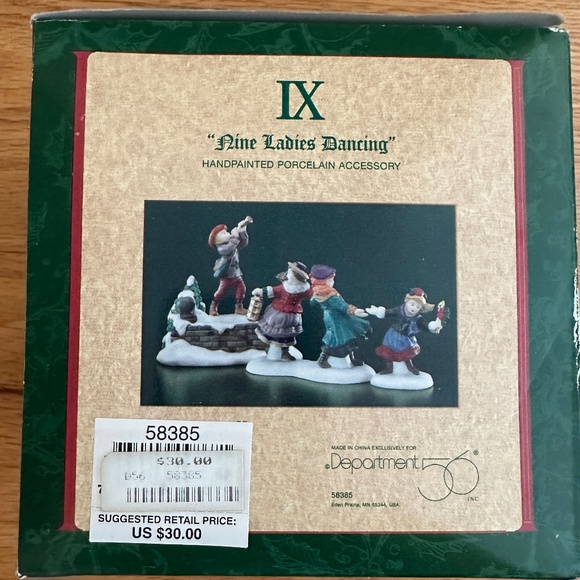 IX
"Nine Ladies Dancing"
HANDPAINTED PORCELAIN ACCESSORY
58385
$30.00
D56 58385
7
SUGGESTED RETAIL PRICE:
US $30.00
MADE IN CHINA EXCLUSIVELY FOR
Department 56
INC.
58385
Eden Prairie, MN 55344, USA